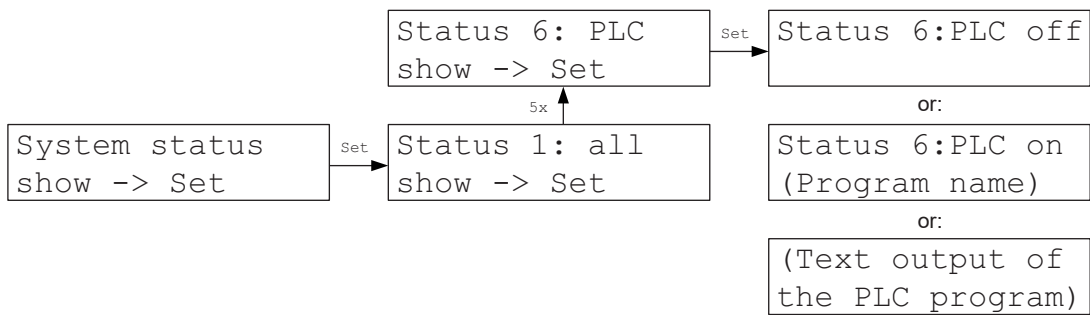 Status 6: PLC
show -> Set
Set
Status 6:PLC off
or:
5x
System status
show -> Set
Set
Status 1: all
show -> Set
Status 6:PLC on
(Program name)
or:
(Text output of
the PLC program)